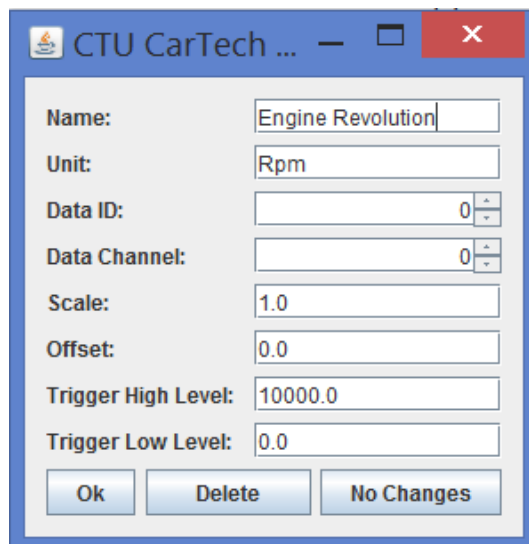 CTU CarTech ...
Name: Engine Revolution
Unit: Rpm
Data ID: 0
Data Channel: 0
Scale: 1.0
Offset: 0.0
Trigger High Level: 10000.0
Trigger Low Level: 0.0
Ok Delete No Changes